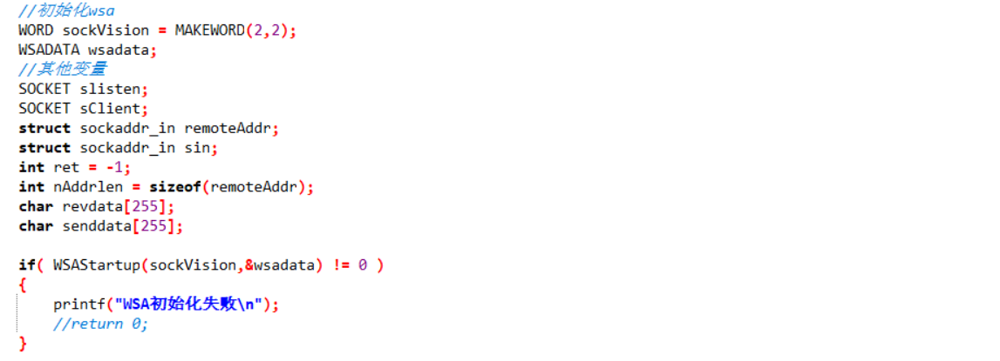 //初始化wsa
WORD sockVision = MAKEWORD(2,2);
WSADATA wsadata;
//其他变量
SOCKET slisten;
SOCKET sClient;
struct sockaddr_in remoteAddr;
struct sockaddr_in sin;
int ret = -1;
int nAddrlen = sizeof(remoteAddr);
char revdata[255];
char senddata[255];

if( WSAStartup(sockVision,&wsadata) != 0 )
{
    printf("WSA初始化失败\n");
    //return 0;
}